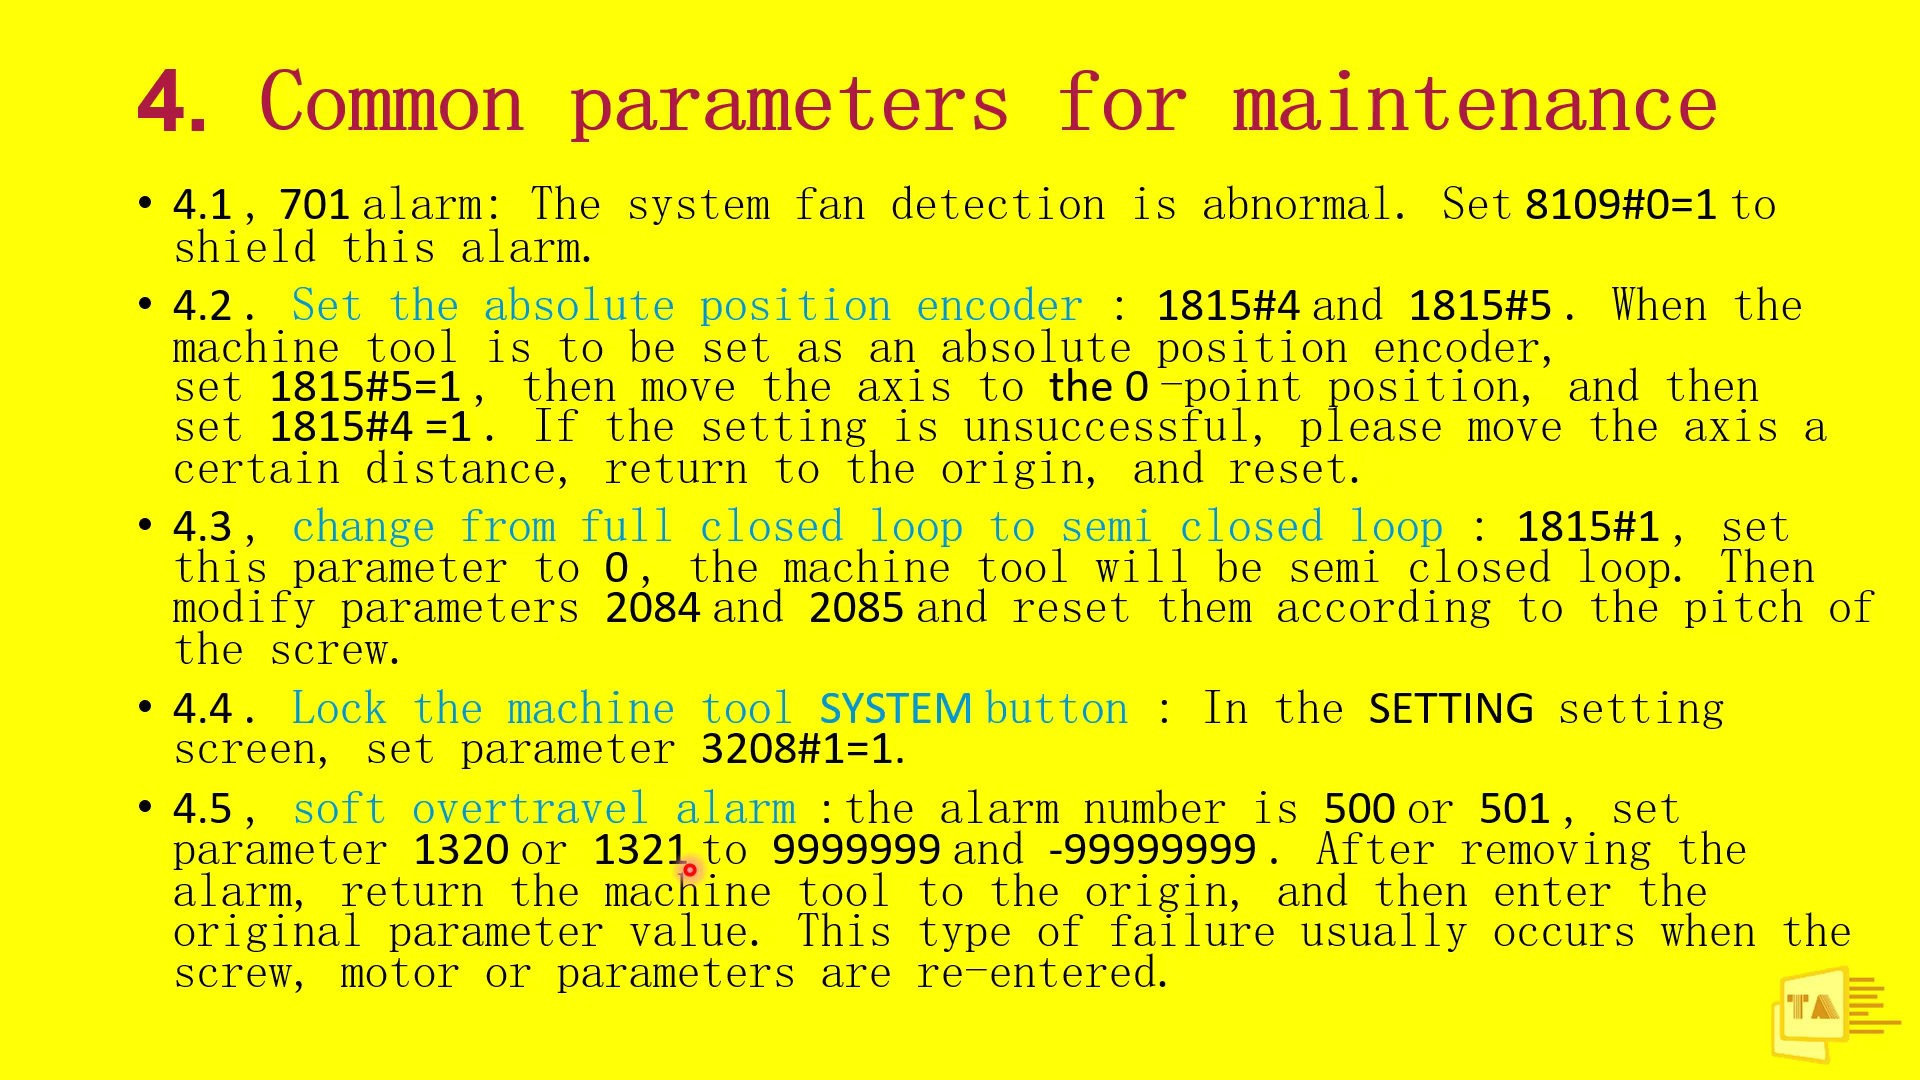 4. Common parameters for maintenance
• 4.1 , 701 alarm: The system fan detection is abnormal. Set 8109#0=1 to
shield this alarm.
• 4.2 . Set the absolute position encoder : 1815#4 and 1815#5 . When the
machine tool is to be set as an absolute position encoder,
set 1815#5=1 , then move the axis to the 0 -point position, and then
set 1815#4 =1 . If the setting is unsuccessful, please move the axis a
certain distance, return to the origin, and reset.
• 4.3 , change from full closed loop to semi closed loop : 1815#1 , set
this parameter to 0 , the machine tool will be semi closed loop. Then
modify parameters 2084 and 2085 and reset them according to the pitch of
the screw.
• 4.4 . Lock the machine tool SYSTEM button : In the SETTING setting
screen, set parameter 3208#1=1.
• 4.5 , soft overtravel alarm :the alarm number is 500 or 501 , set
parameter 1320 or 1321 to 9999999 and -99999999 . After removing the
alarm, return the machine tool to the origin, and then enter the
original parameter value. This type of failure usually occurs when the
screw, motor or parameters are re-entered.
TA